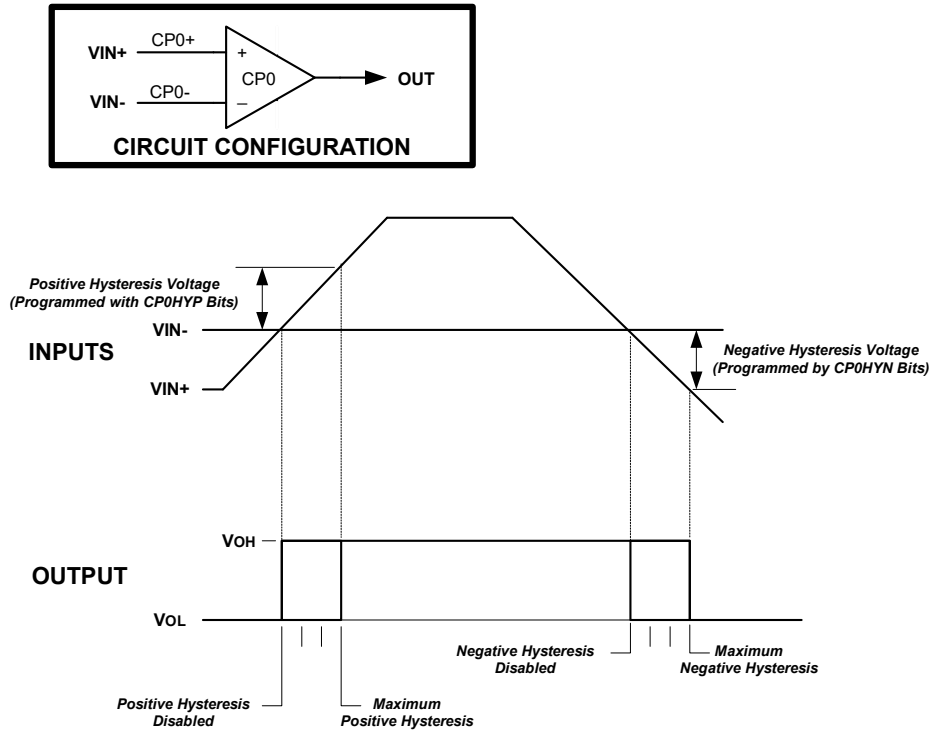 CP0+
VIN+
+
CP0
OUT
CP0-
VIN-
_
CIRCUIT CONFIGURATION
Positive Hysteresis Voltage
(Programmed with CP0HYP Bits)
VIN-
INPUTS
Negative Hysteresis Voltage
(Programmed by CP0HYN Bits)
VIN+
VOH
OUTPUT
VOL
Negative Hysteresis
Disabled
Maximum
Negative Hysteresis
Positive Hysteresis
Disabled
Maximum
Positive Hysteresis